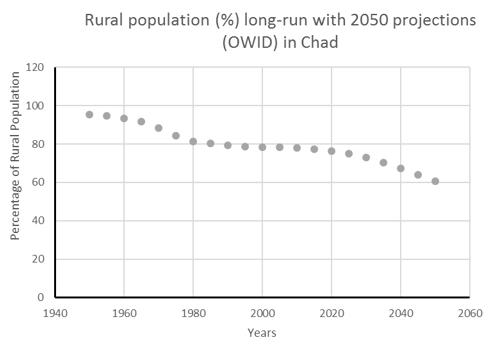 Rural population (%) long-run with 2050 projections
(OWID) in Chad
Percentage of Rural Population
120
100
80
60
40
20
0
1940 1960 1980 2000 2020 2040 2060
Years